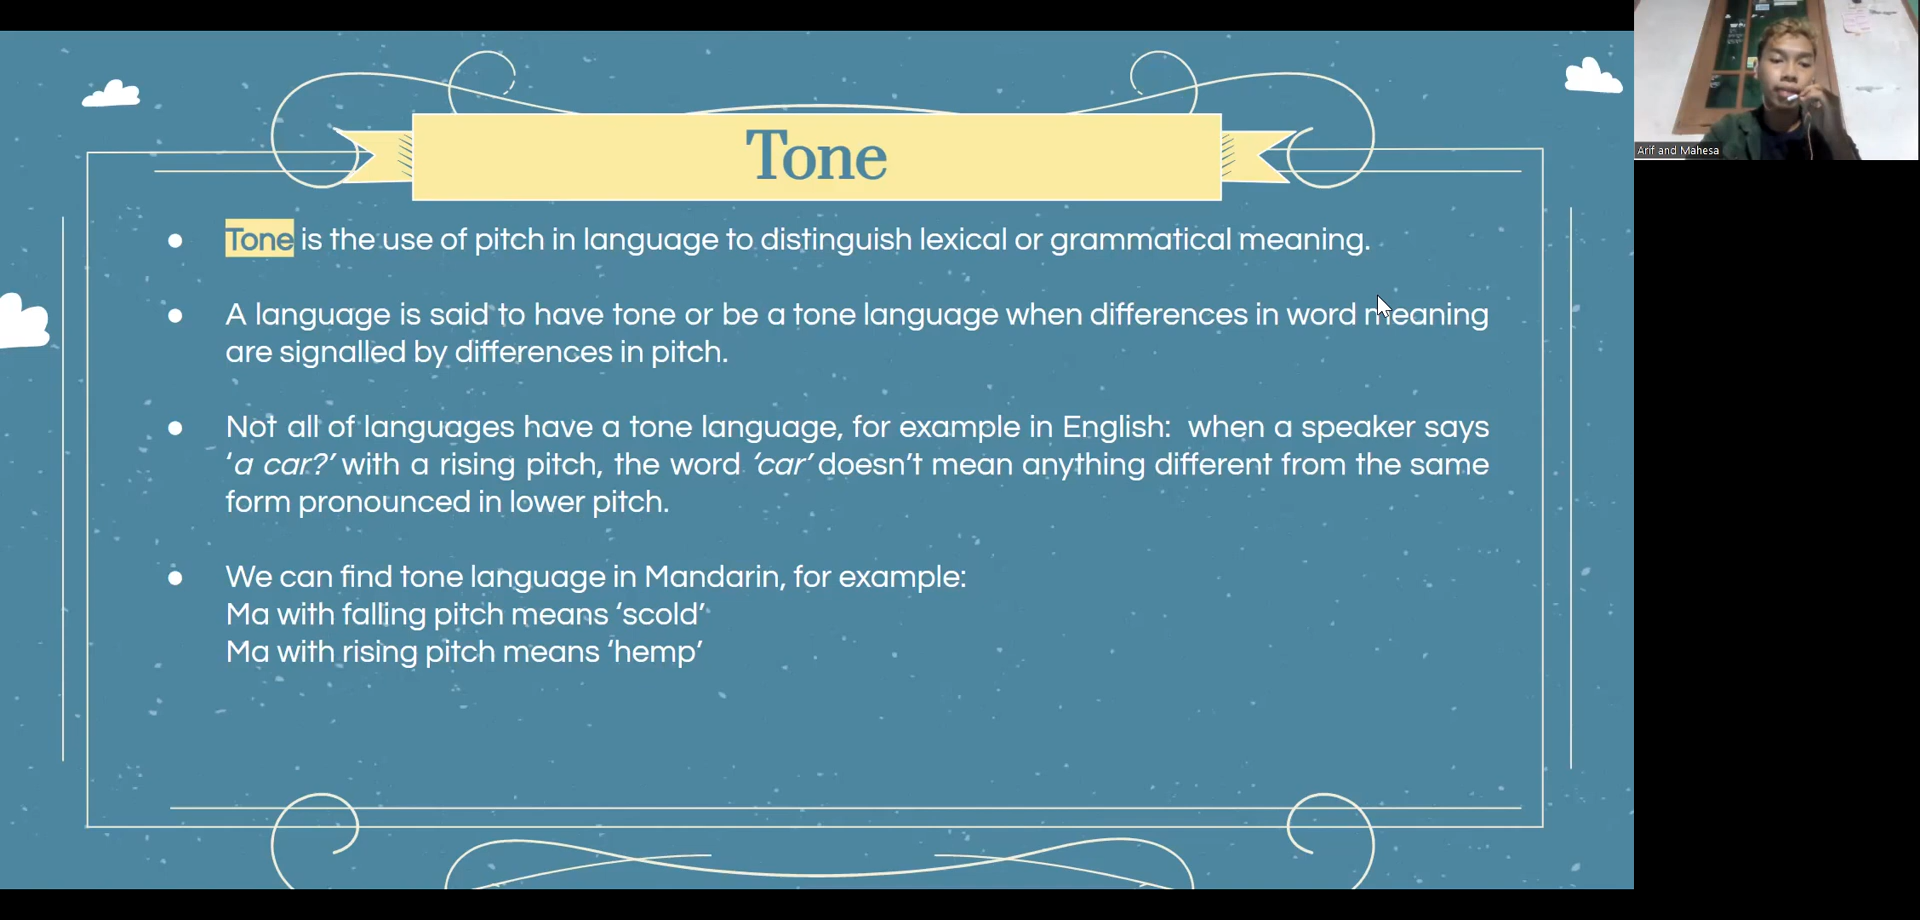 Tone
Tone is the use of pitch in language to distinguish lexical or grammatical meaning.
A language is said to have tone or be a tone language when differences in word meaning
are signalled by differences in pitch.
Not all of languages have a tone language, for example in English: when a speaker says
‘a car?’ with a rising pitch, the word ‘car’ doesn’t mean anything different from the same
form pronounced in lower pitch.
We can find tone language in Mandarin, for example:
Ma with falling pitch means ‘scold’
Ma with rising pitch means ‘hemp’
Arif and Mahesa